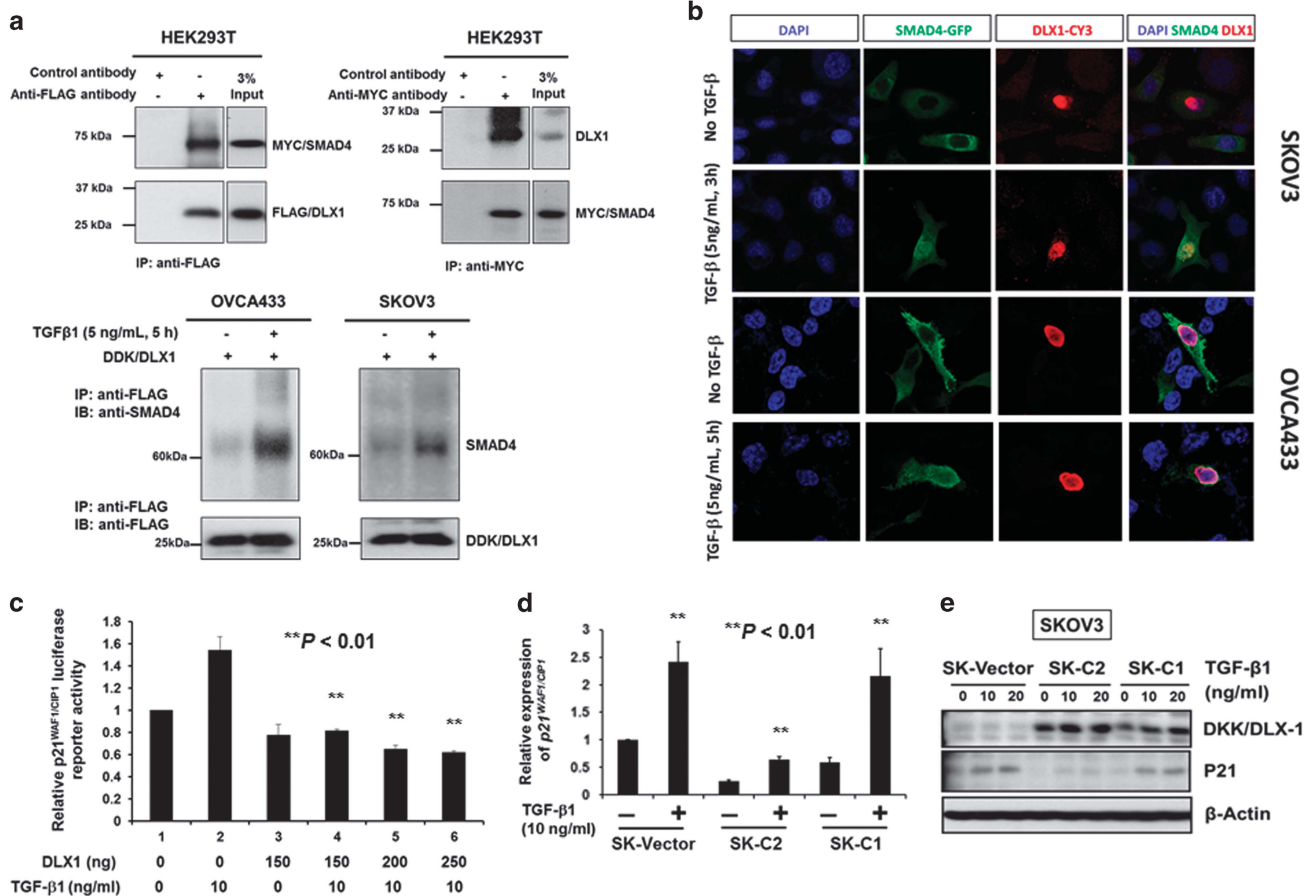 a
HEK293T
Control antibody + - 3%
Anti-FLAG antibody - + Input
75 kDa
MYC/SMAD4
37 kDa
FLAG/DLX1
25 kDa
IP: anti-FLAG
HEK293T
Control antibody + - 3%
Anti-MYC antibody - + Input
37 kDa
DLX1
25 kDa
75 kDa
MYC/SMAD4
IP: anti-MYC
OVCA433 SKOV3
TGFβ1 (5 ng/mL, 5 h) - + - +
DDK/DLX1 + + + +
IP: anti-FLAG
IB: anti-SMAD4
60kDa 60kDa SMAD4
IP: anti-FLAG
IB: anti-FLAG
25kDa 25kDa DDK/DLX1
b
DAPI SMAD4-GFP DLX1-CY3 DAPI SMAD4 DLX1
No TGF-β
TGF-β (5ng/mL, 3h)
SKOV3
No TGF-β
TGF-β (5ng/mL, 5h)
OVCA433
c
Relative p21WAF1/CIP1 luciferase
reporter activity
1.8
1.6
1.4
1.2
1
0.8
0.6
0.4
0.2
0
**P < 0.01
** ** **
1 2 3 4 5 6
DLX1 (ng) 0 0 150 150 200 250
TGF-β1 (ng/ml) 0 10 0 10 10 10
d
Relative expression
of p21WAF1/CIP1
3
2.5
2
1.5
1
0.5
0
**P < 0.01
** ** **
TGF-β1 − + − + − +
(10 ng/ml)
SK-Vector SK-C2 SK-C1
e
SKOV3
SK-Vector SK-C2 SK-C1 TGF-β1
0 10 20 0 10 20 0 10 20 (ng/ml)
DKK/DLX-1
P21
β-Actin